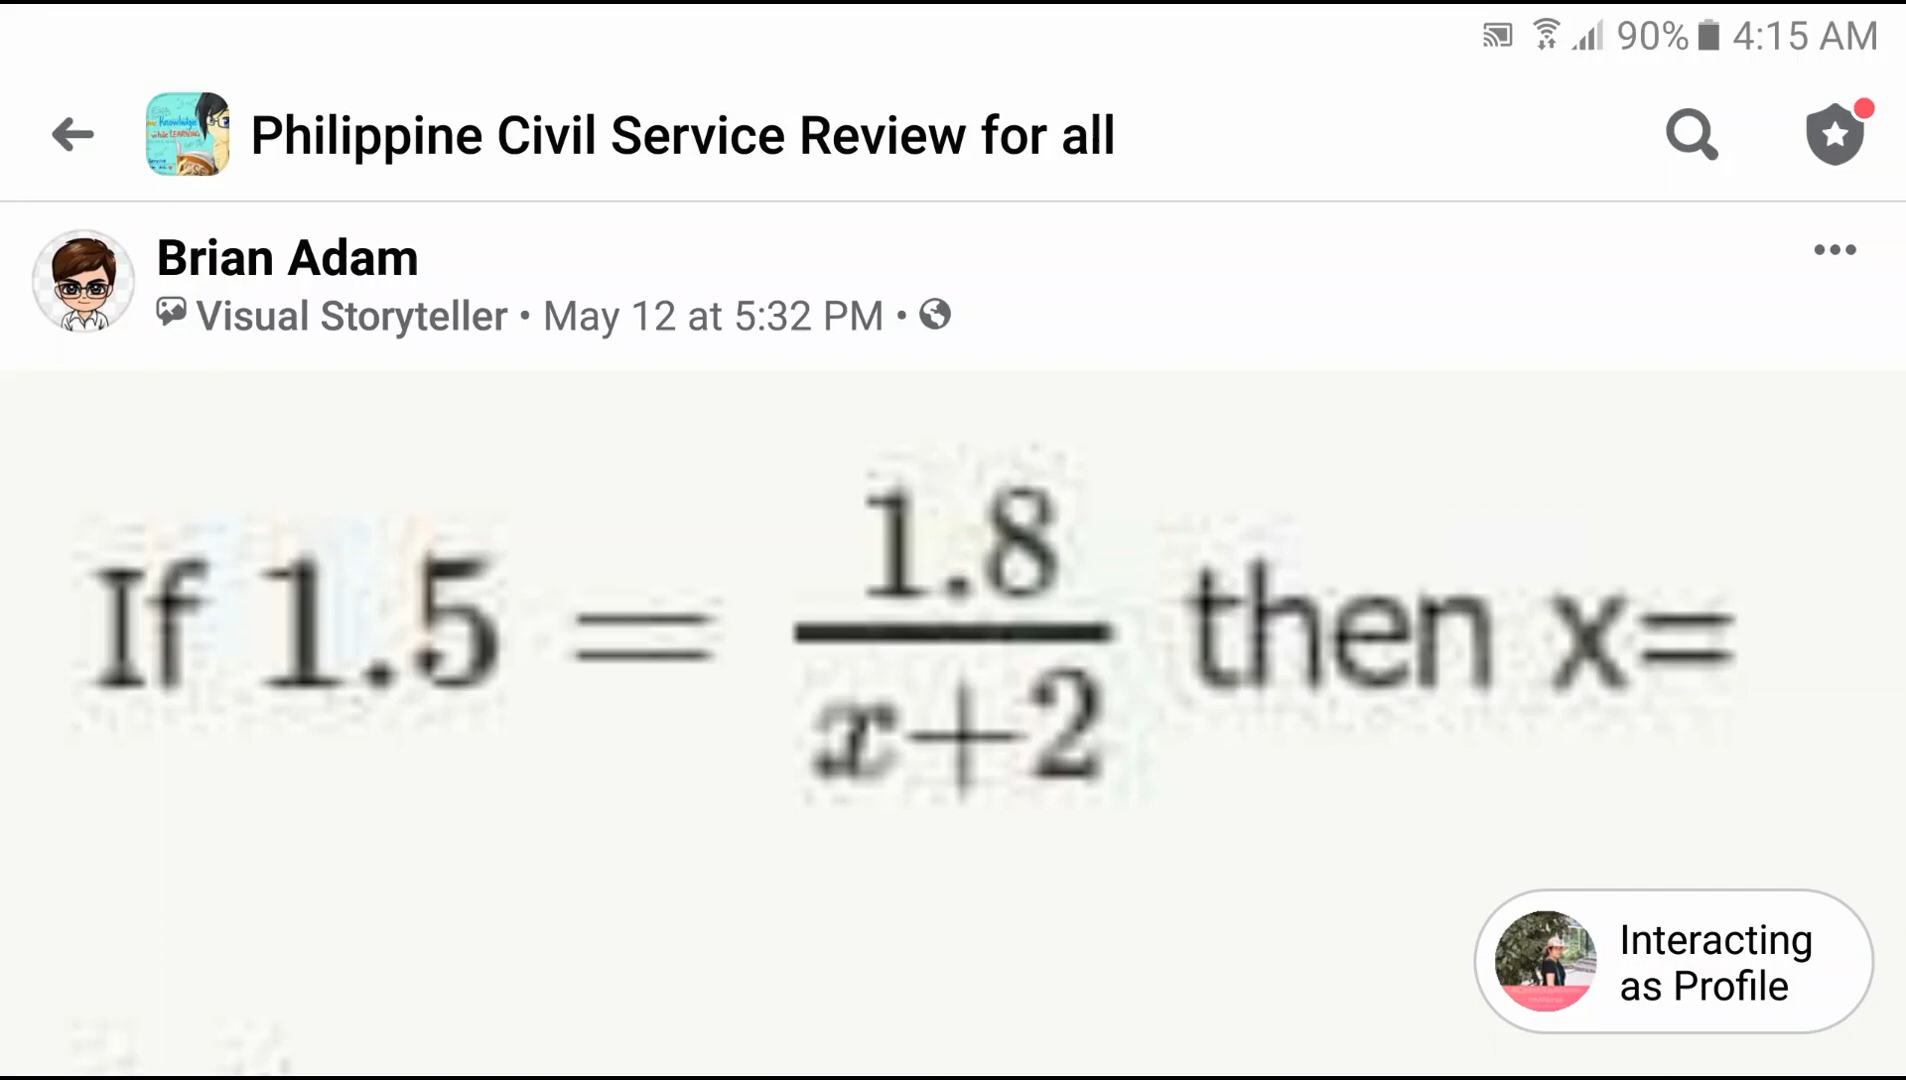 90% 4:15 AM
Philippine Civil Service Review for all
Brian Adam
Visual Storyteller • May 12 at 5:32 PM •
If 1.5 = 1.8/x+2 then x=
Interacting
as Profile